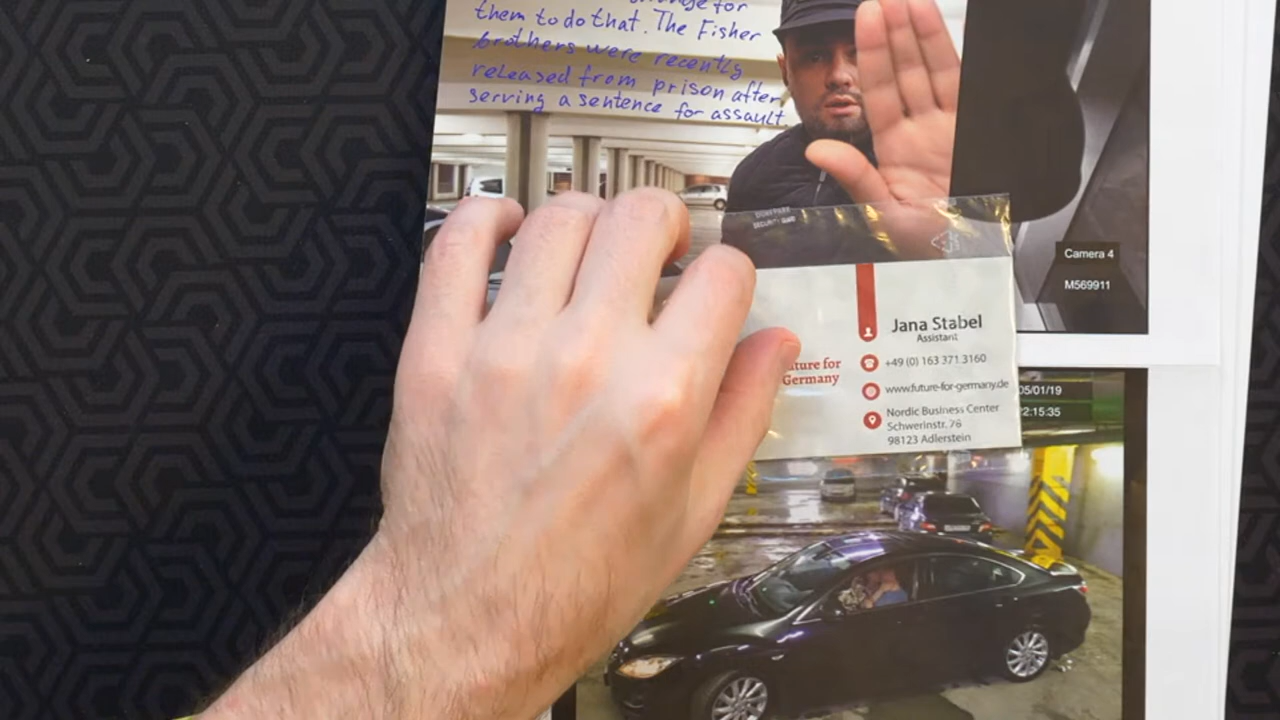 for
them to do that. The Fisher
brothers were recently
released from prison after
serving a sentence for assault.
Camera 4
M569911
Jana Stabel
Assistant
+49 (0) 163 371 3160
www.future-for-germany.de
Nordic Business Center
Schwerinstr. 76
98123 Adlerstein
for
Germany
05/01/19
2:15:35